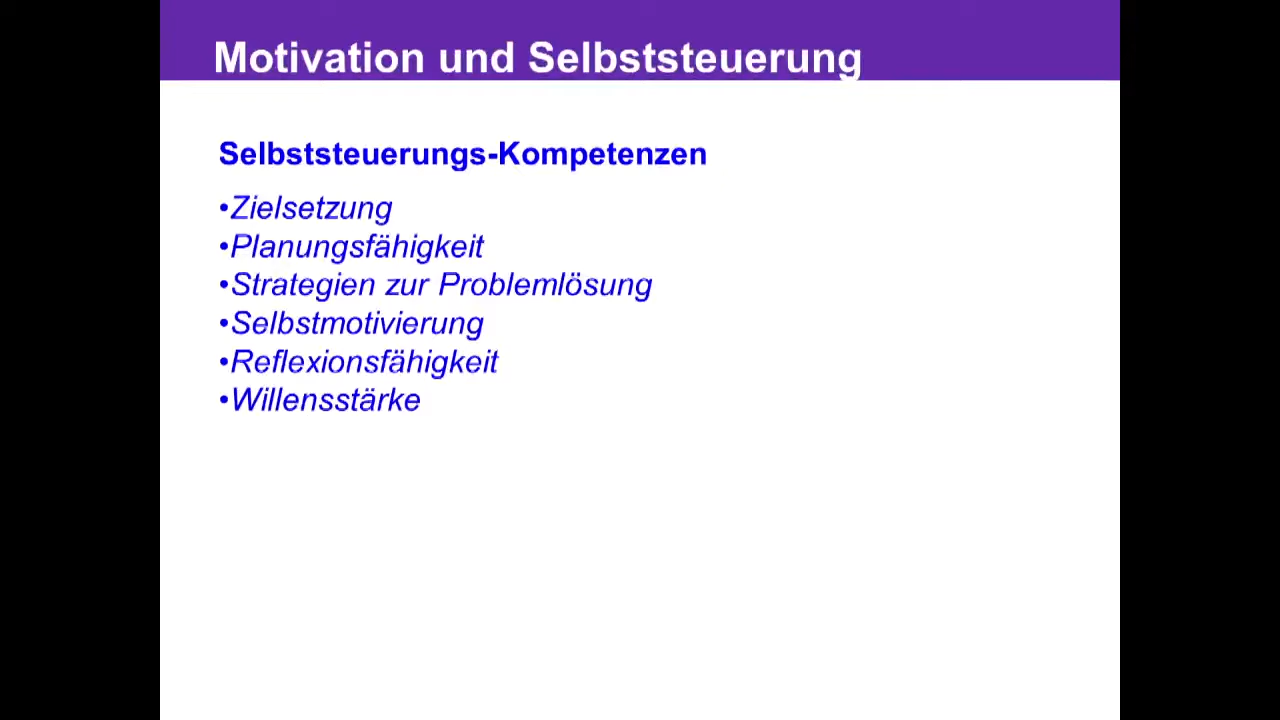 Motivation und Selbststeuerung
Selbststeuerungs-Kompetenzen
•Zielsetzung
•Planungsfähigkeit
•Strategien zur Problemlösung
•Selbstmotivierung
•Reflexionsfähigkeit
•Willensstärke